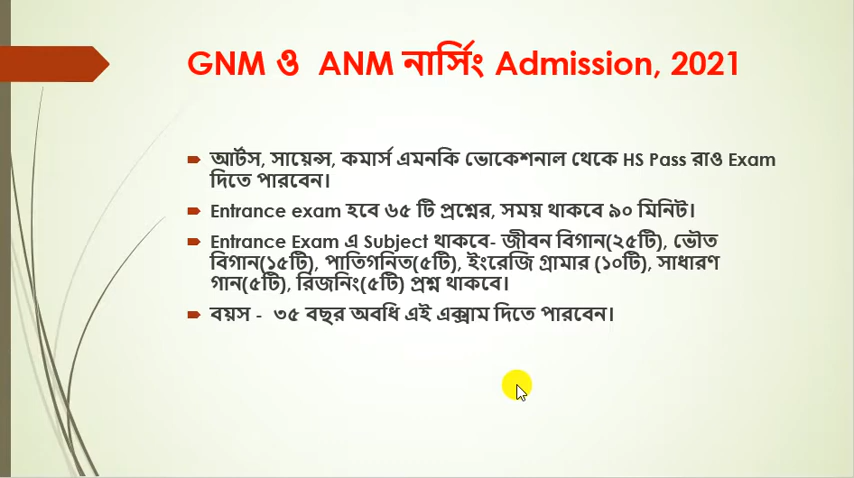 GNM ও ANM নার্সিং Admission, 2021
আর্টস, সায়েন্স, কমার্স এমনকি ভোকেশনাল থেকে HS Pass রাও Exam
দিতে পারবেন।
Entrance exam হবে ৬৫ টি প্রশ্নের, সময় থাকবে ৯০ মিনিট।
Entrance Exam এ Subject থাকবে- জীবন বিগান(২৫টি), ভৌত
বিগান(১৫টি), পাতিগনিত(৫টি), ইংরেজি গ্রামার (১০টি), সাধারণ
গান(৫টি), রিজনিং(৫টি) প্রশ্ন থাকবে।
বয়স - ৩৫ বছর অবধি এই এক্সাম দিতে পারবেন।